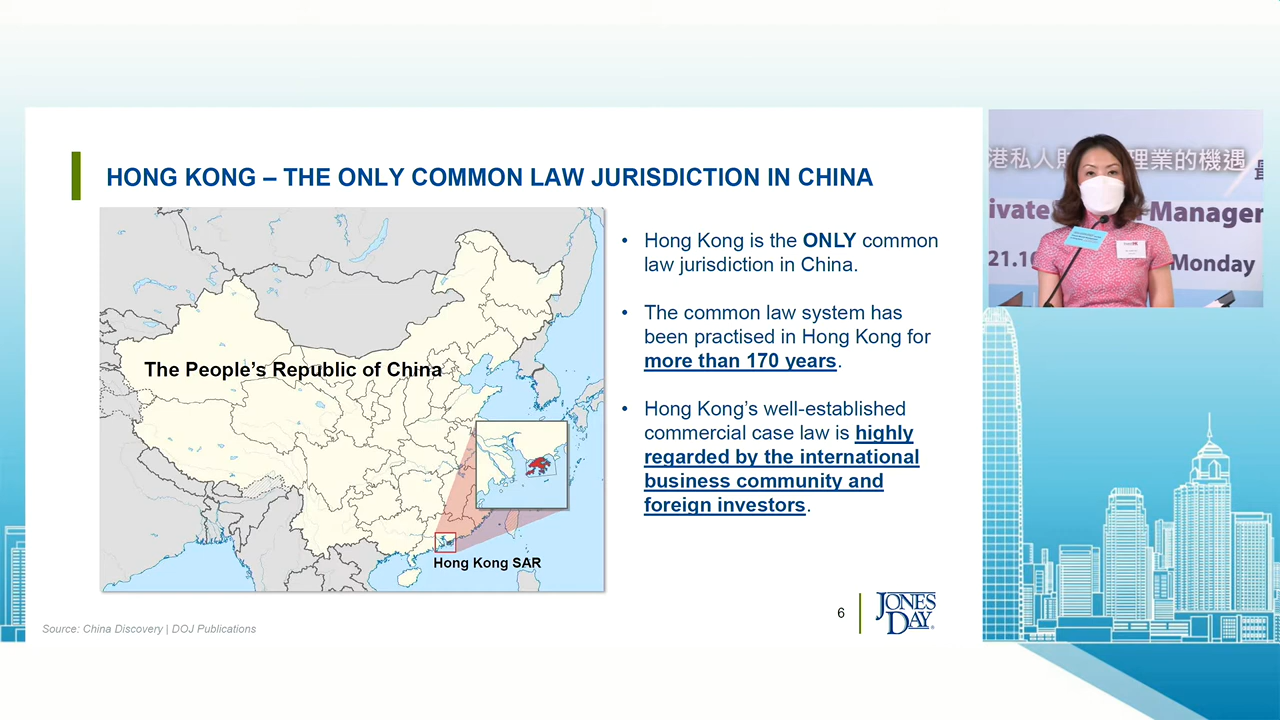 HONG KONG – THE ONLY COMMON LAW JURISDICTION IN CHINA
The People's Republic of China
Hong Kong SAR
• Hong Kong is the ONLY common
law jurisdiction in China.
• The common law system has
been practised in Hong Kong for
more than 170 years.
• Hong Kong's well-established
commercial case law is highly
regarded by the international
business community and
foreign investors.
Source: China Discovery | DOJ Publications
6
JONES
DAY®
港私人財 理業的機遇
ivate Manager
21.1
Monday